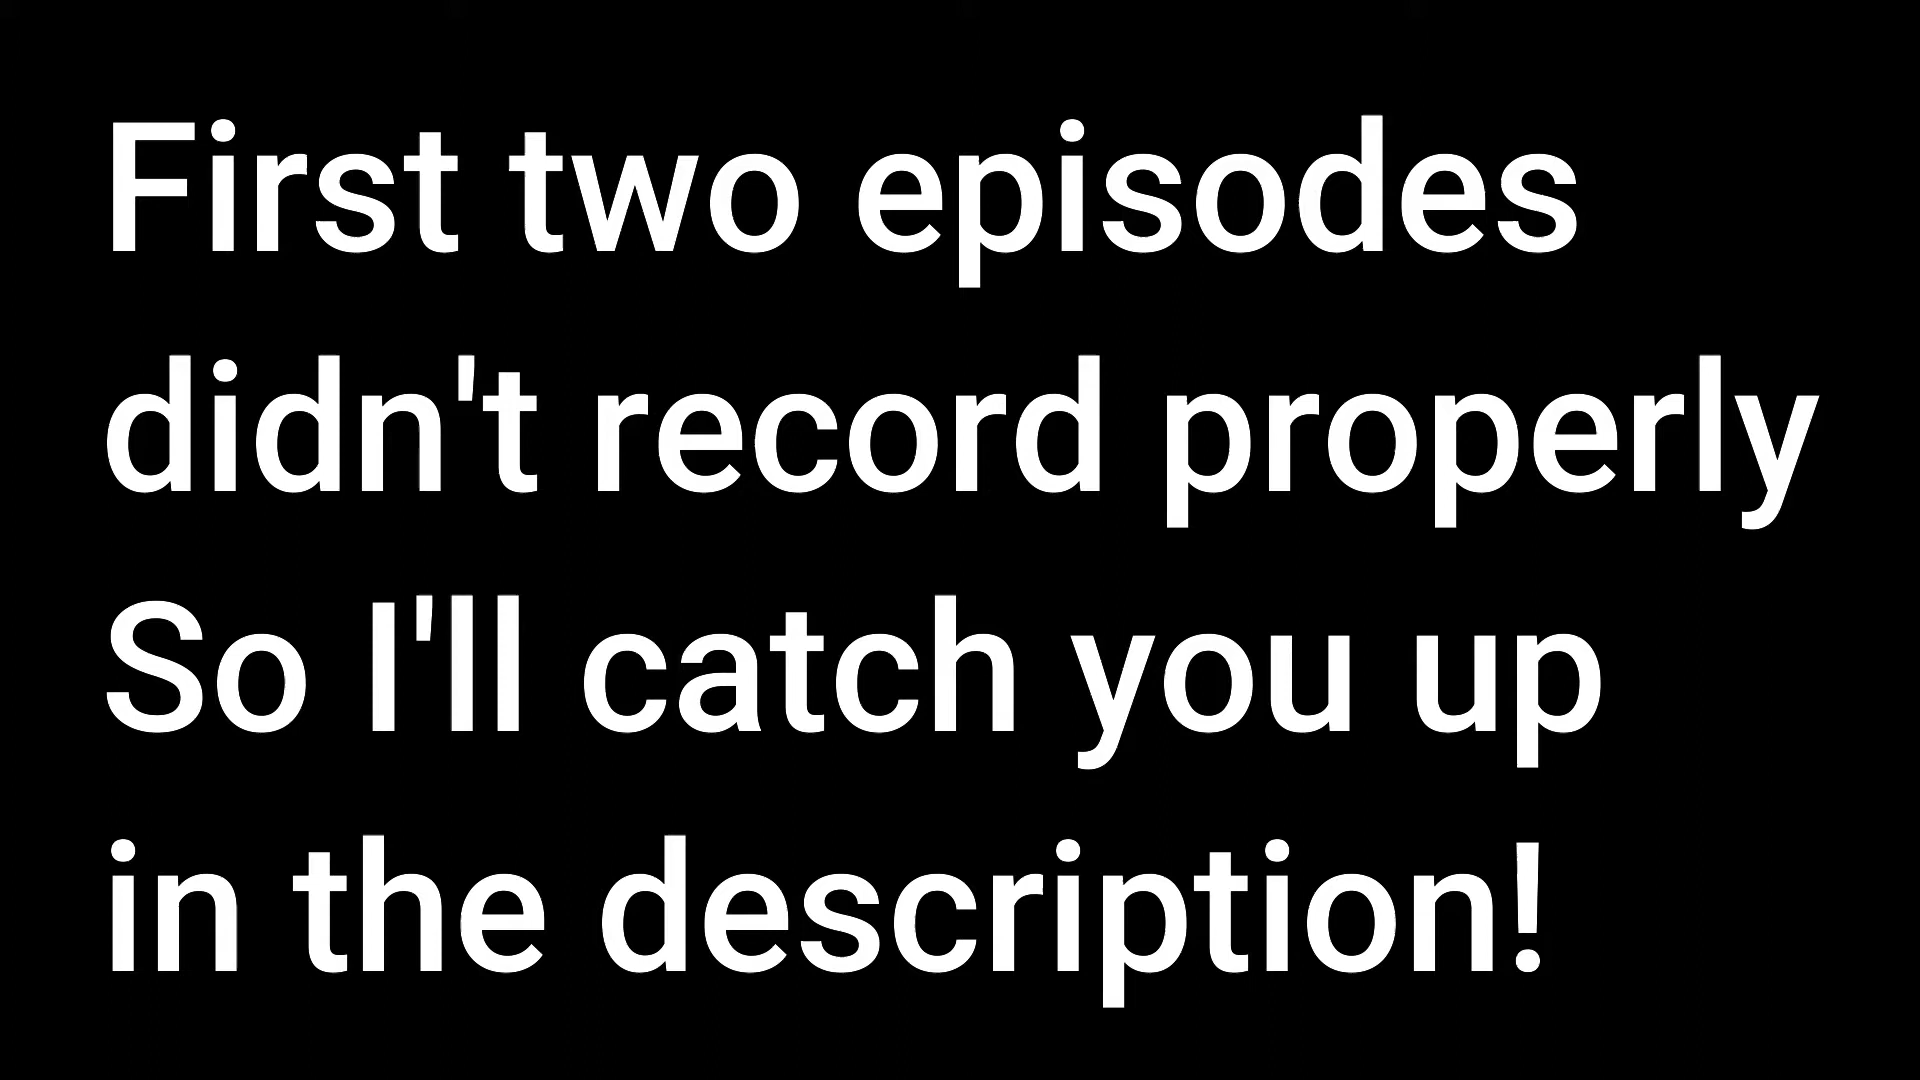 First two episodes
didn't record properly
So I'll catch you up
in the description!